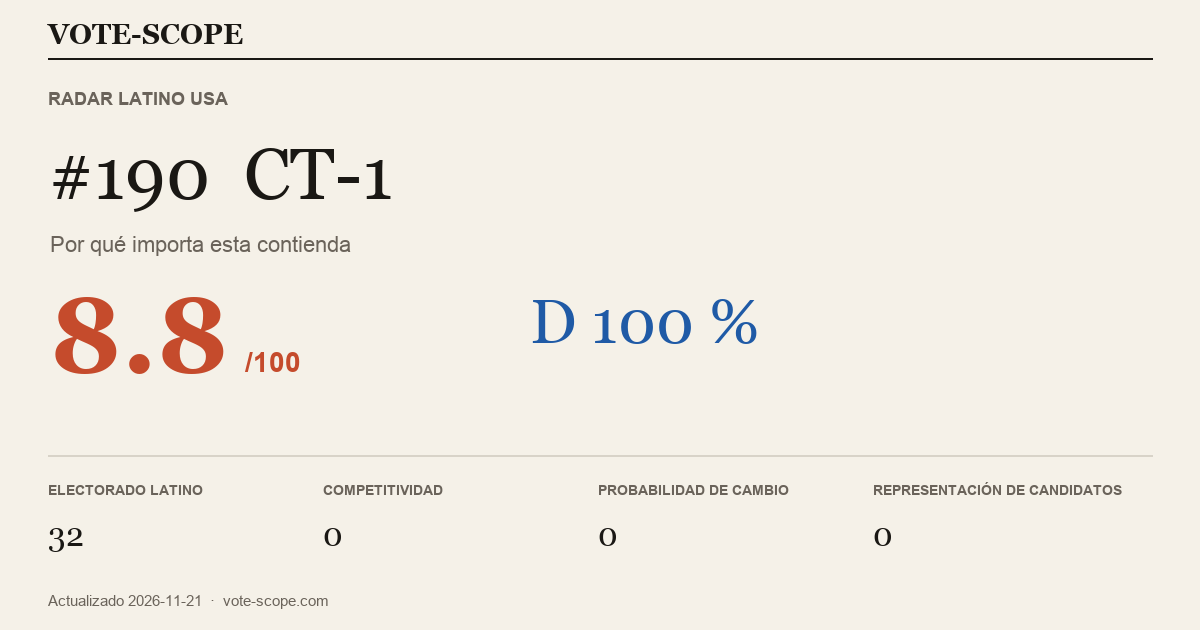 VOTE-SCOPE
RADAR LATINO USA
#190 CT-1
Por qué importa esta contienda
8.8 /100
D 100 %
ELECTORADO LATINO
COMPETITIVIDAD
PROBABILIDAD DE CAMBIO
REPRESENTACIÓN DE CANDIDATOS
32
0
0
0
Actualizado 2026-11-21 · vote-scope.com